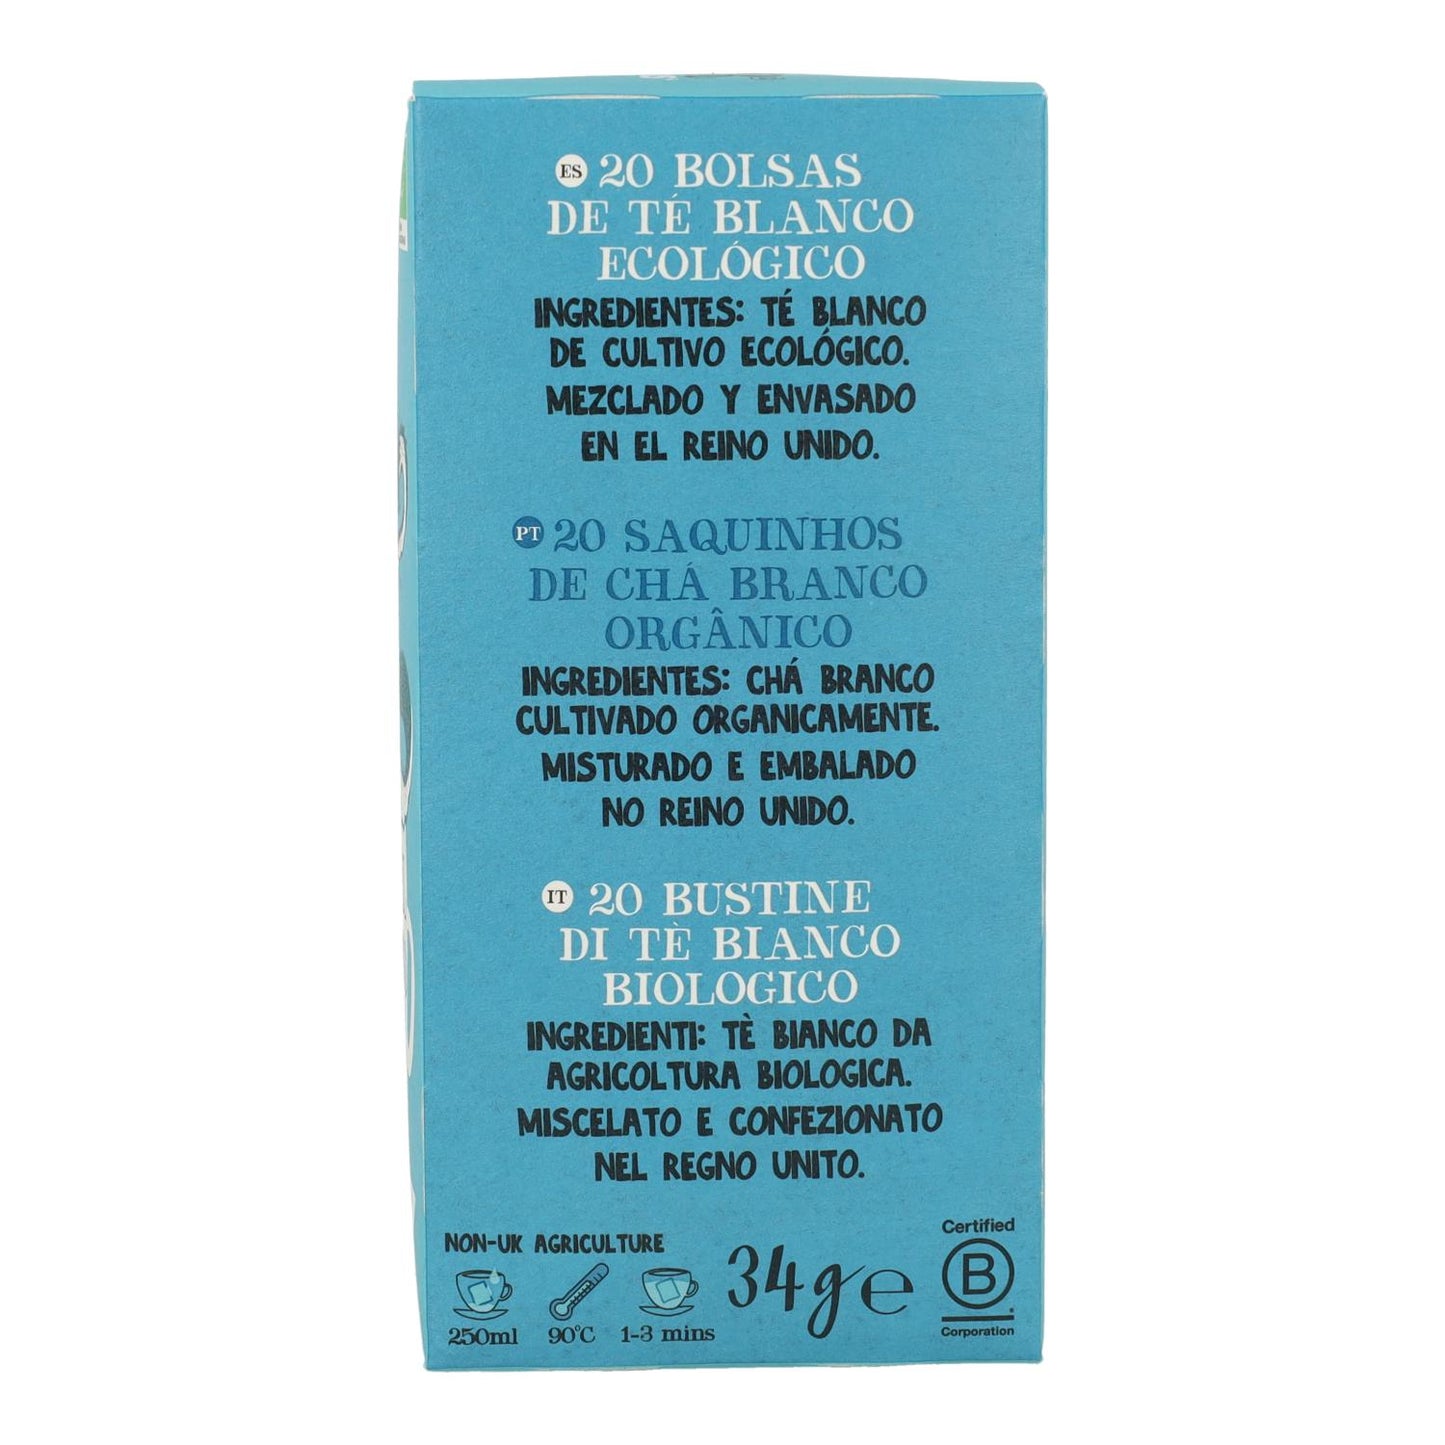 ES 20 BOLSAS
DE TÉ BLANCO
ECOLÓGICO
INGREDIENTES: TÉ BLANCO
DE CULTIVO ECOLÓGICO.
MEZCLADO Y ENVASADO
EN EL REINO UNIDO.
PT 20 SAQUINHOS
DE CHÁ BRANCO
ORGÂNICO
INGREDIENTES: CHÁ BRANCO
CULTIVADO ORGANICAMENTE.
MISTURADO E EMBALADO
NO REINO UNIDO.
IT 20 BUSTINE
DI TÈ BIANCO
BIOLOGICO
INGREDIENTI: TÈ BIANCO DA
AGRICOLTURA BIOLOGICA.
MISCELATO E CONFEZIONATO
NEL REGNO UNITO.
NON-UK AGRICULTURE
250ml 90°C 1-3 mins
34g e
Certified
B
Corporation